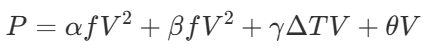 P = αfV² + βfV² + γΔTV + θV